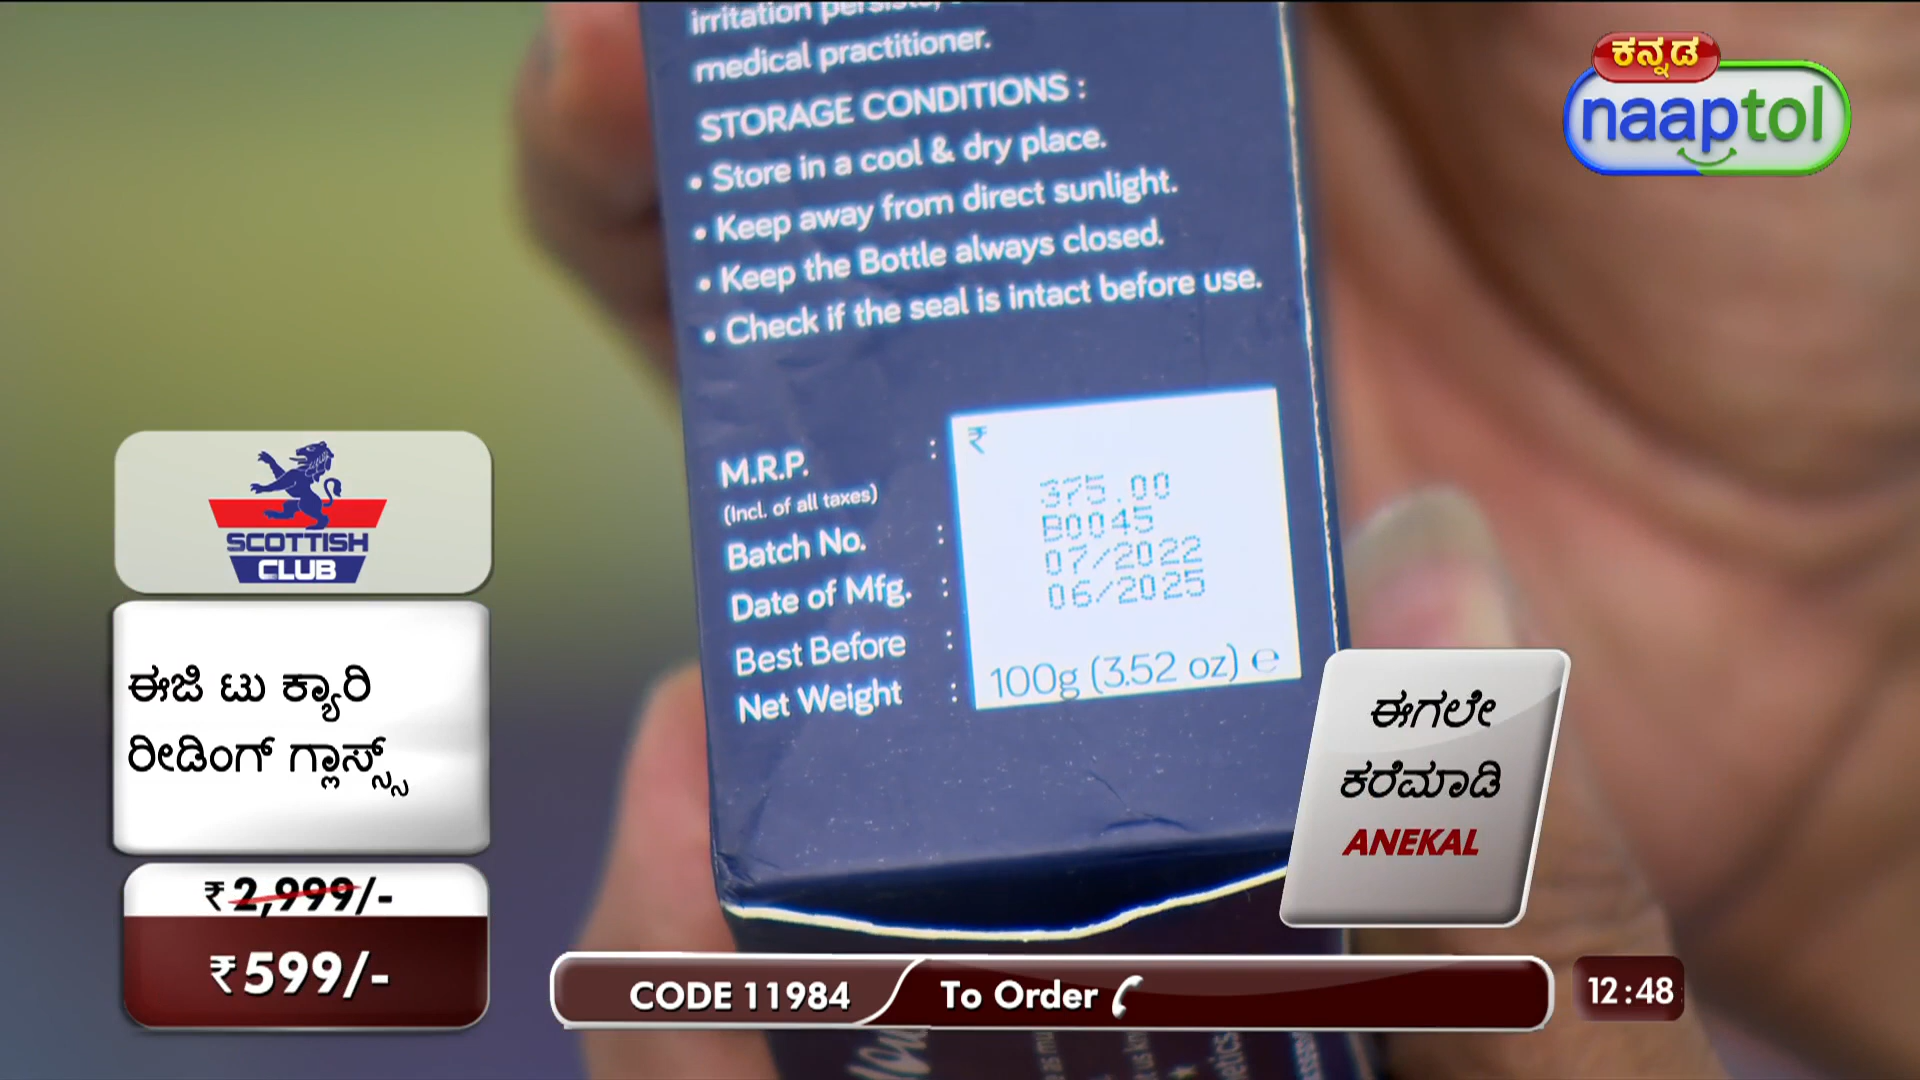 irritation
medical practitioner.
STORAGE CONDITIONS :
• Store in a cool & dry place.
• Keep away from direct sunlight.
• Keep the Bottle always closed.
• Check if the seal is intact before use.
M.R.P. : ₹ 375.00
(Incl. of all taxes)
Batch No. : B0045
Date of Mfg. : 07/2022
Best Before : 06/2025
Net Weight : 100g (3.52 oz) ℮
ಕನ್ನಡ
naaptol
SCOTTISH
CLUB
ಈಜಿ ಟು ಕ್ಯಾರಿ
ರೀಡಿಂಗ್ ಗ್ಲಾಸ್ಸ್
₹2,999/-
₹599/-
ಈಗಲೇ
ಕರೆಮಾಡಿ
ANEKAL
CODE 11984 To Order
12:48